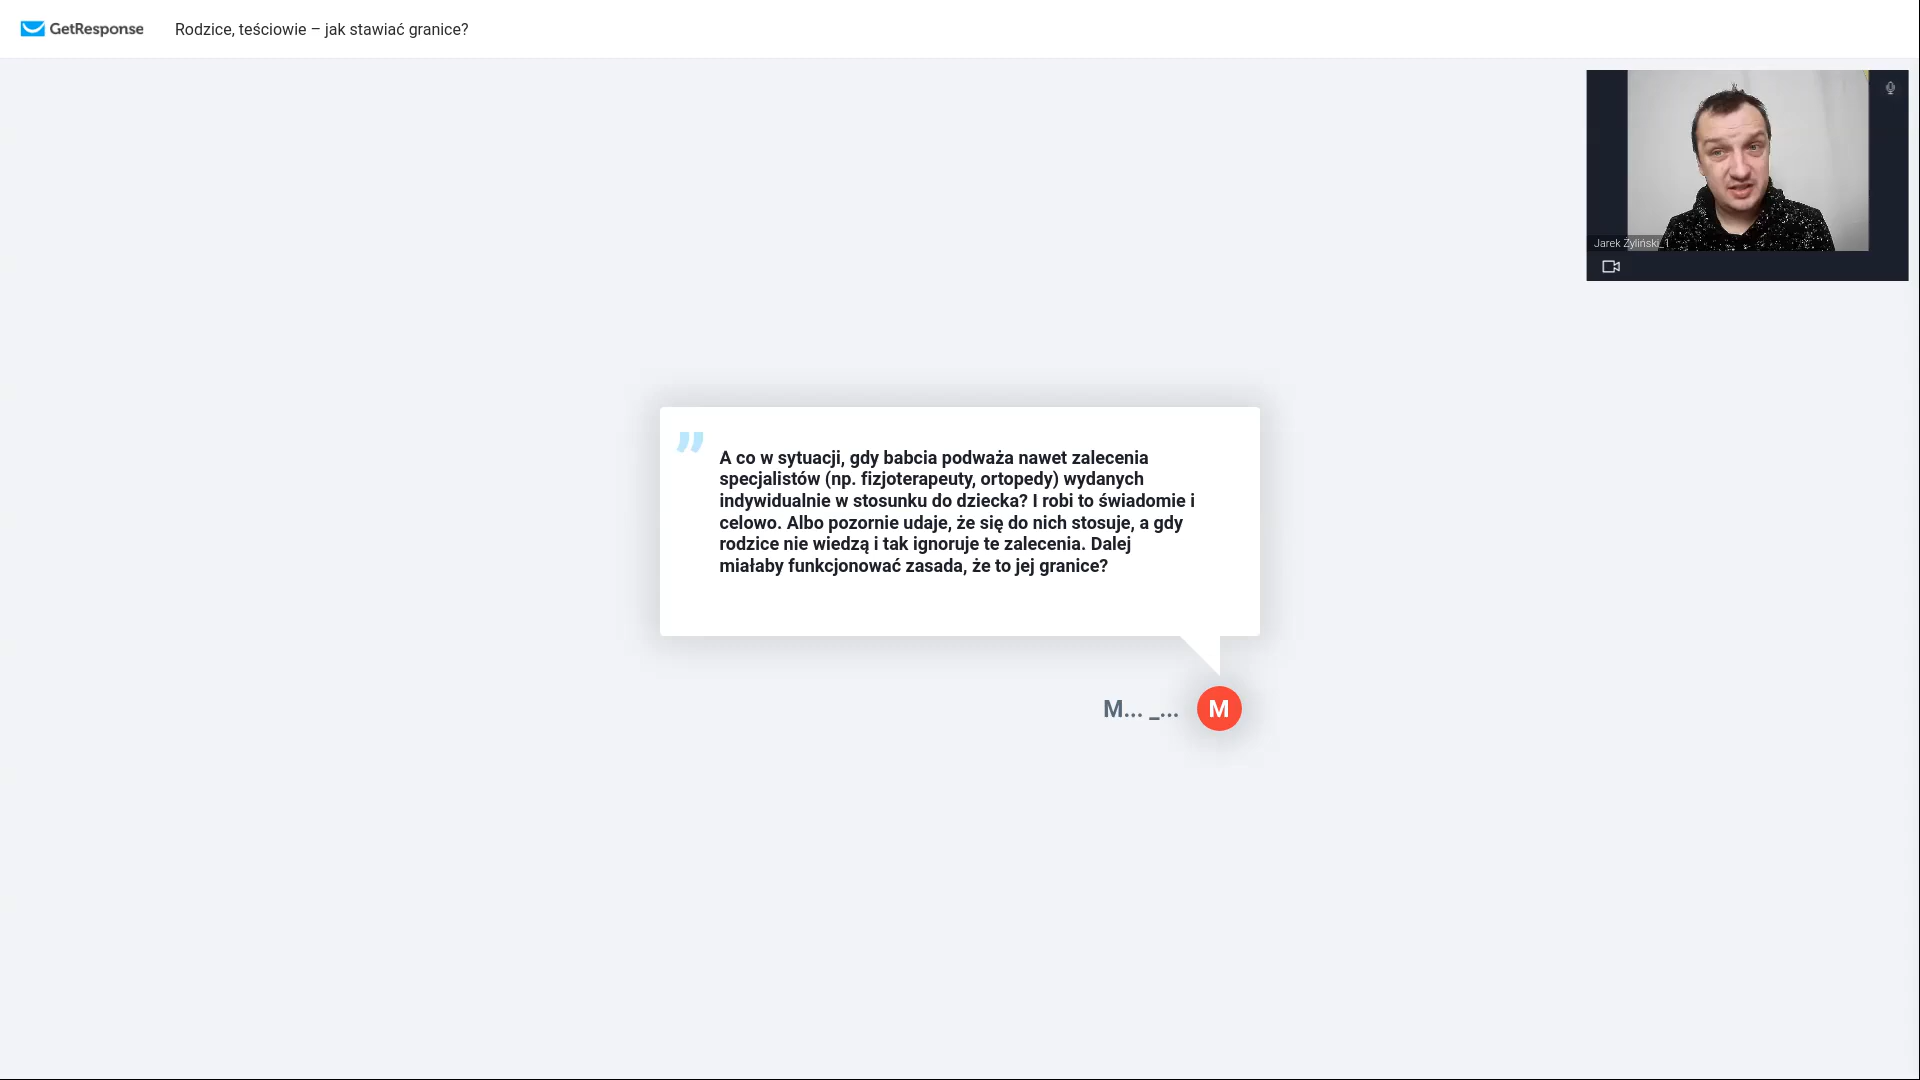 GetResponse
Rodzice, teściowie – jak stawiać granice?
Jarek Żyliński_1
” A co w sytuacji, gdy babcia podważa nawet zalecenia
specjalistów (np. fizjoterapeuty, ortopedy) wydanych
indywidualnie w stosunku do dziecka? I robi to świadomie i
celowo. Albo pozornie udaje, że się do nich stosuje, a gdy
rodzice nie wiedzą i tak ignoruje te zalecenia. Dalej
miałaby funkcjonować zasada, że to jej granice?
M... _... M